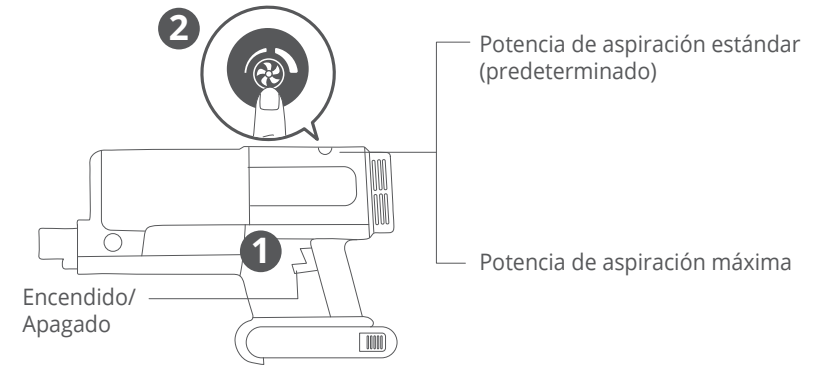 2
Potencia de aspiración estándar
(predeterminado)
1
Potencia de aspiración máxima
Encendido/
Apagado